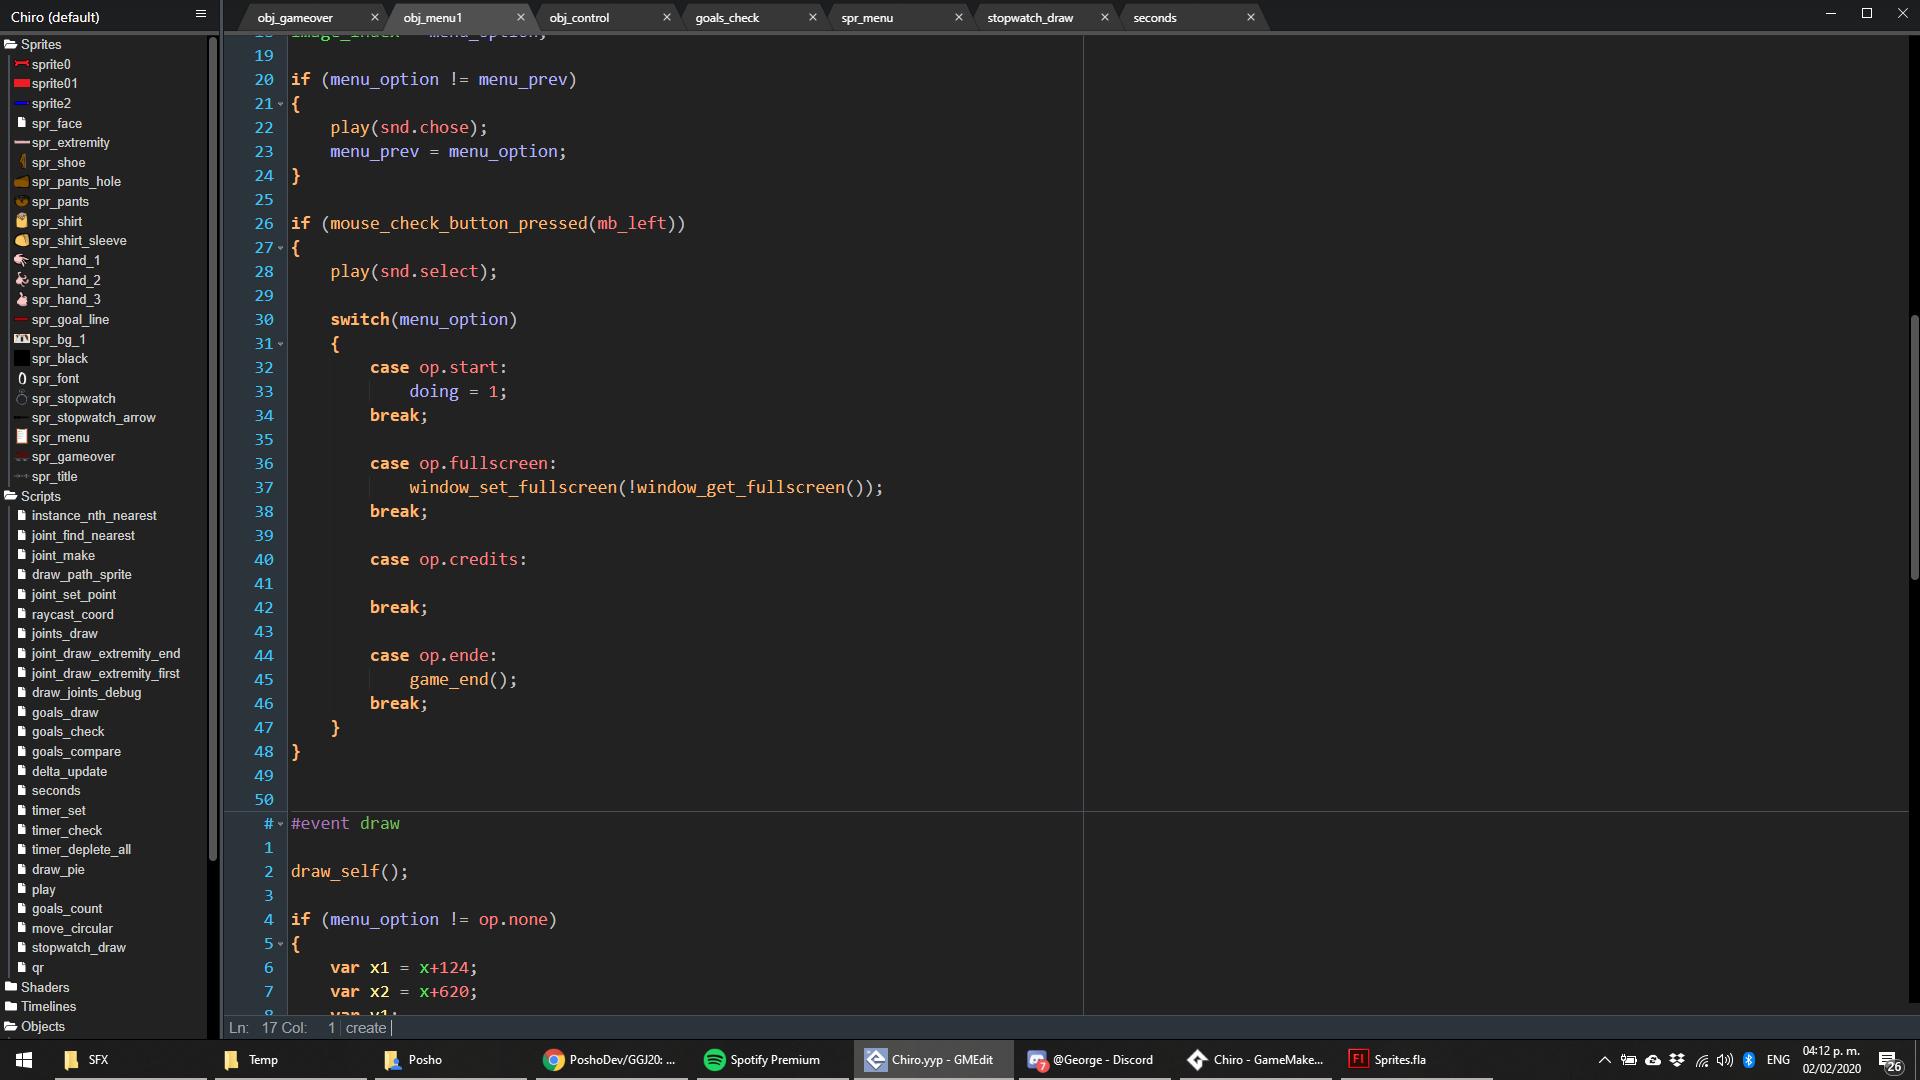 Chiro (default)
obj_gameover
obj_menu1
obj_control
goals_check
spr_menu
stopwatch_draw
seconds
Sprites
sprite0
sprite01
sprite2
spr_face
spr_extremity
spr_shoe
spr_pants_hole
spr_pants
spr_shirt
spr_shirt_sleeve
spr_hand_1
spr_hand_2
spr_hand_3
spr_goal_line
spr_bg_1
spr_black
spr_font
spr_stopwatch
spr_stopwatch_arrow
spr_menu
spr_gameover
spr_title
Scripts
instance_nth_nearest
joint_find_nearest
joint_make
draw_path_sprite
joint_set_point
raycast_coord
joints_draw
joint_draw_extremity_end
joint_draw_extremity_first
draw_joints_debug
goals_draw
goals_check
goals_compare
delta_update
seconds
timer_set
timer_check
timer_deplete_all
draw_pie
play
goals_count
move_circular
stopwatch_draw
qr
Shaders
Timelines
Objects
18 image_index = menu_option;
19
20 if (menu_option != menu_prev)
21 {
22 play(snd.chose);
23 menu_prev = menu_option;
24 }
25
26 if (mouse_check_button_pressed(mb_left))
27 {
28 play(snd.select);
29
30 switch(menu_option)
31 {
32 case op.start:
33 doing = 1;
34 break;
35
36 case op.fullscreen:
37 window_set_fullscreen(!window_get_fullscreen());
38 break;
39
40 case op.credits:
41
42 break;
43
44 case op.ende:
45 game_end();
46 break;
47 }
48 }
49
50
# #event draw
1
2 draw_self();
3
4 if (menu_option != op.none)
5 {
6 var x1 = x+124;
7 var x2 = x+620;
8 var y1;
Ln: 17 Col: 1 create
SFX
Temp
Posho
PoshoDev/GGJ20: ...
Spotify Premium
Chiro.yyp - GMEdit
7
@George - Discord
Chiro - GameMake...
Fl
Sprites.fla
ENG
04:12 p. m.
02/02/2020
26